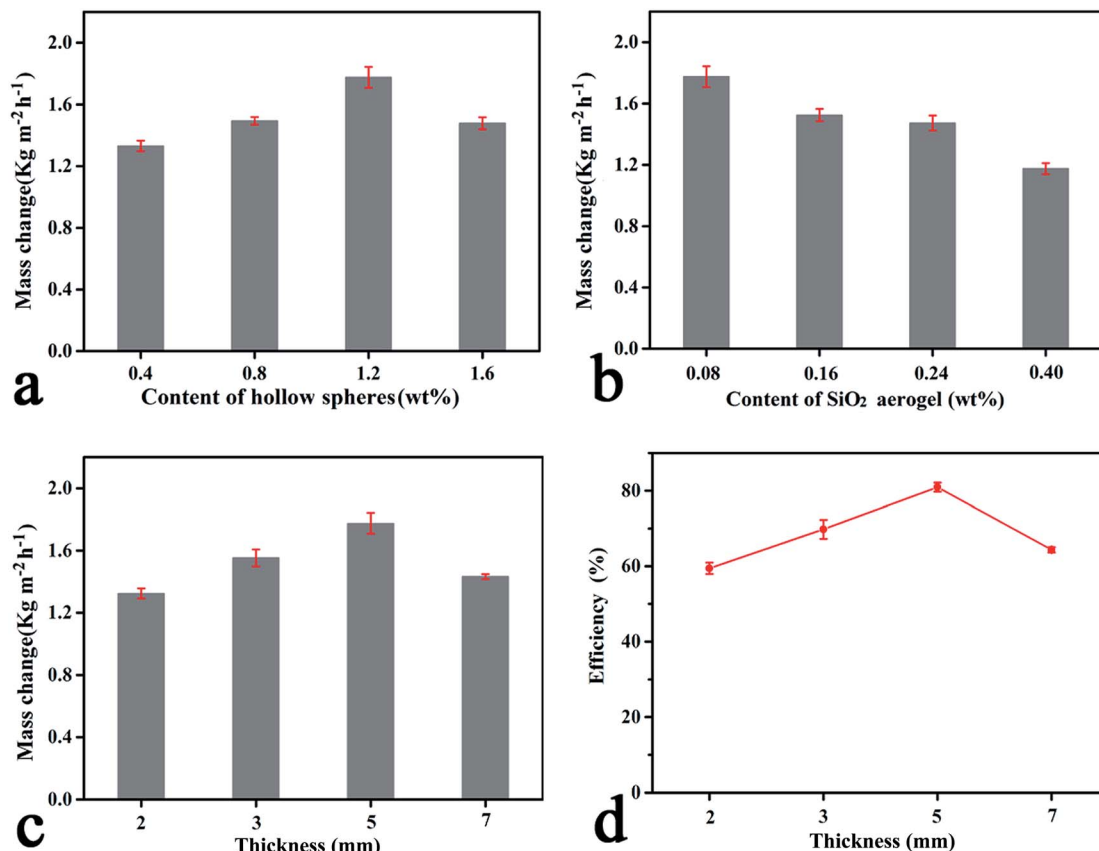 2.0
1.6
1.2
0.8
0.4
0.0
Mass change(Kg m⁻²h⁻¹)
0.4 0.8 1.2 1.6
Content of hollow spheres(wt%)
a
2.0
1.6
1.2
0.8
0.4
0.0
Mass change(Kg m⁻²h⁻¹)
0.08 0.16 0.24 0.40
Content of SiO₂ aerogel (wt%)
b
2.0
1.6
1.2
0.8
0.4
0.0
Mass change(Kg m⁻²h⁻¹)
2 3 5 7
Thickness (mm)
c
80
60
40
20
0
Efficiency (%)
2 3 5 7
Thickness (mm)
d